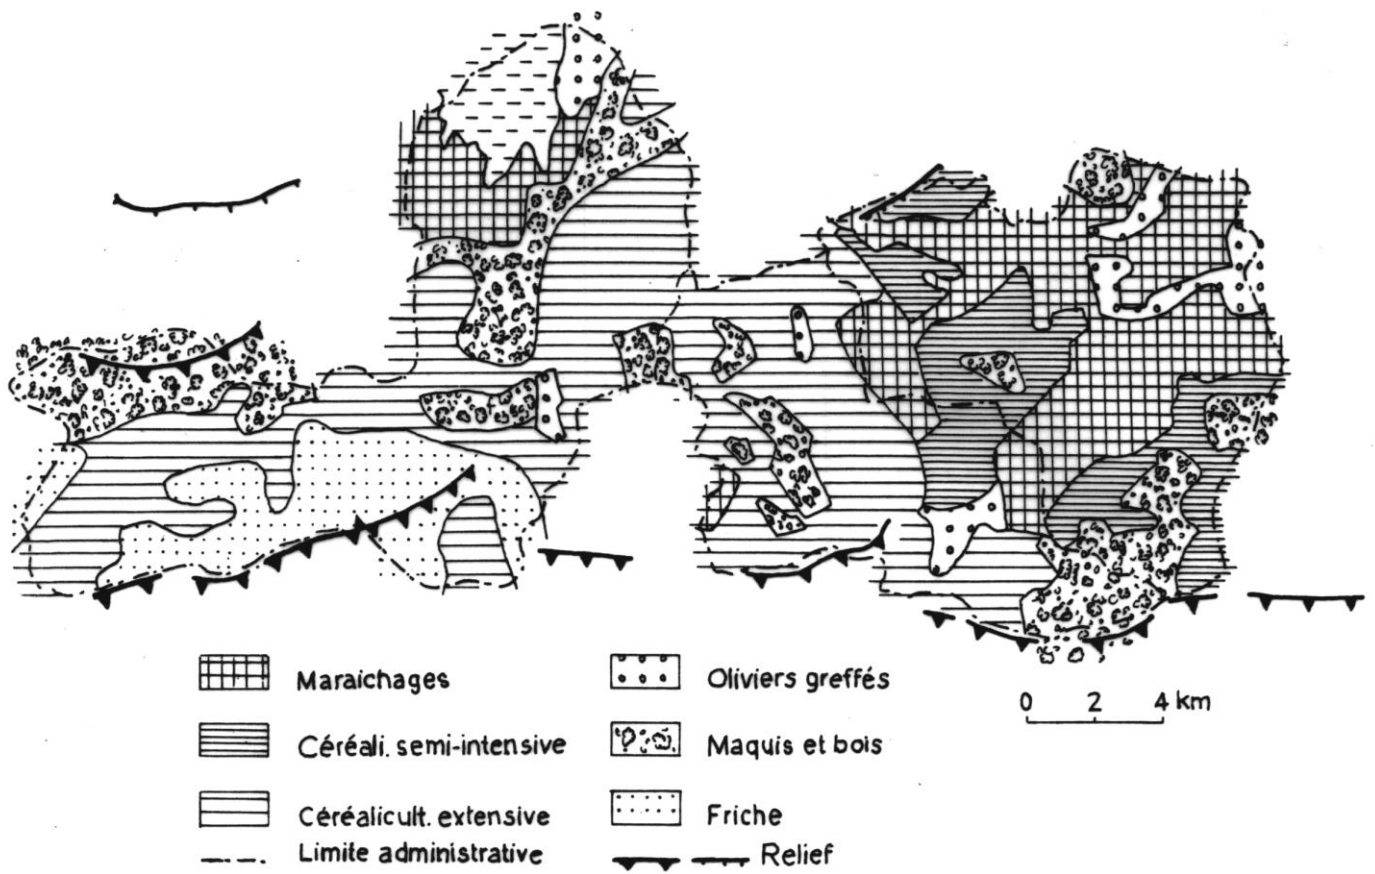 Maraichages
Oliviers greffés
Céréali. semi-intensive
Maquis et bois
0 2 4 km
Céréalicult. extensive
Friche
Limite administrative
Relief